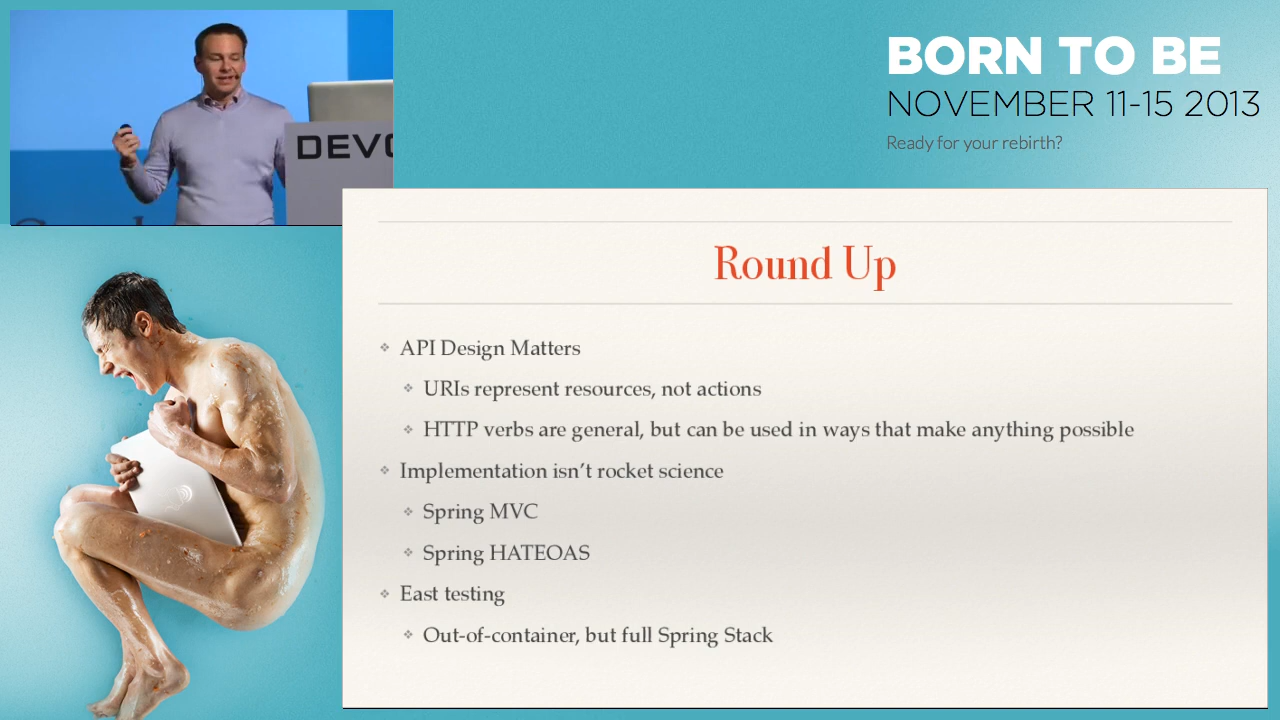 DEVO
BORN TO BE
NOVEMBER 11-15 2013
Ready for your rebirth?
Round Up
API Design Matters
URIs represent resources, not actions
HTTP verbs are general, but can be used in ways that make anything possible
Implementation isn't rocket science
Spring MVC
Spring HATEOAS
East testing
Out-of-container, but full Spring Stack